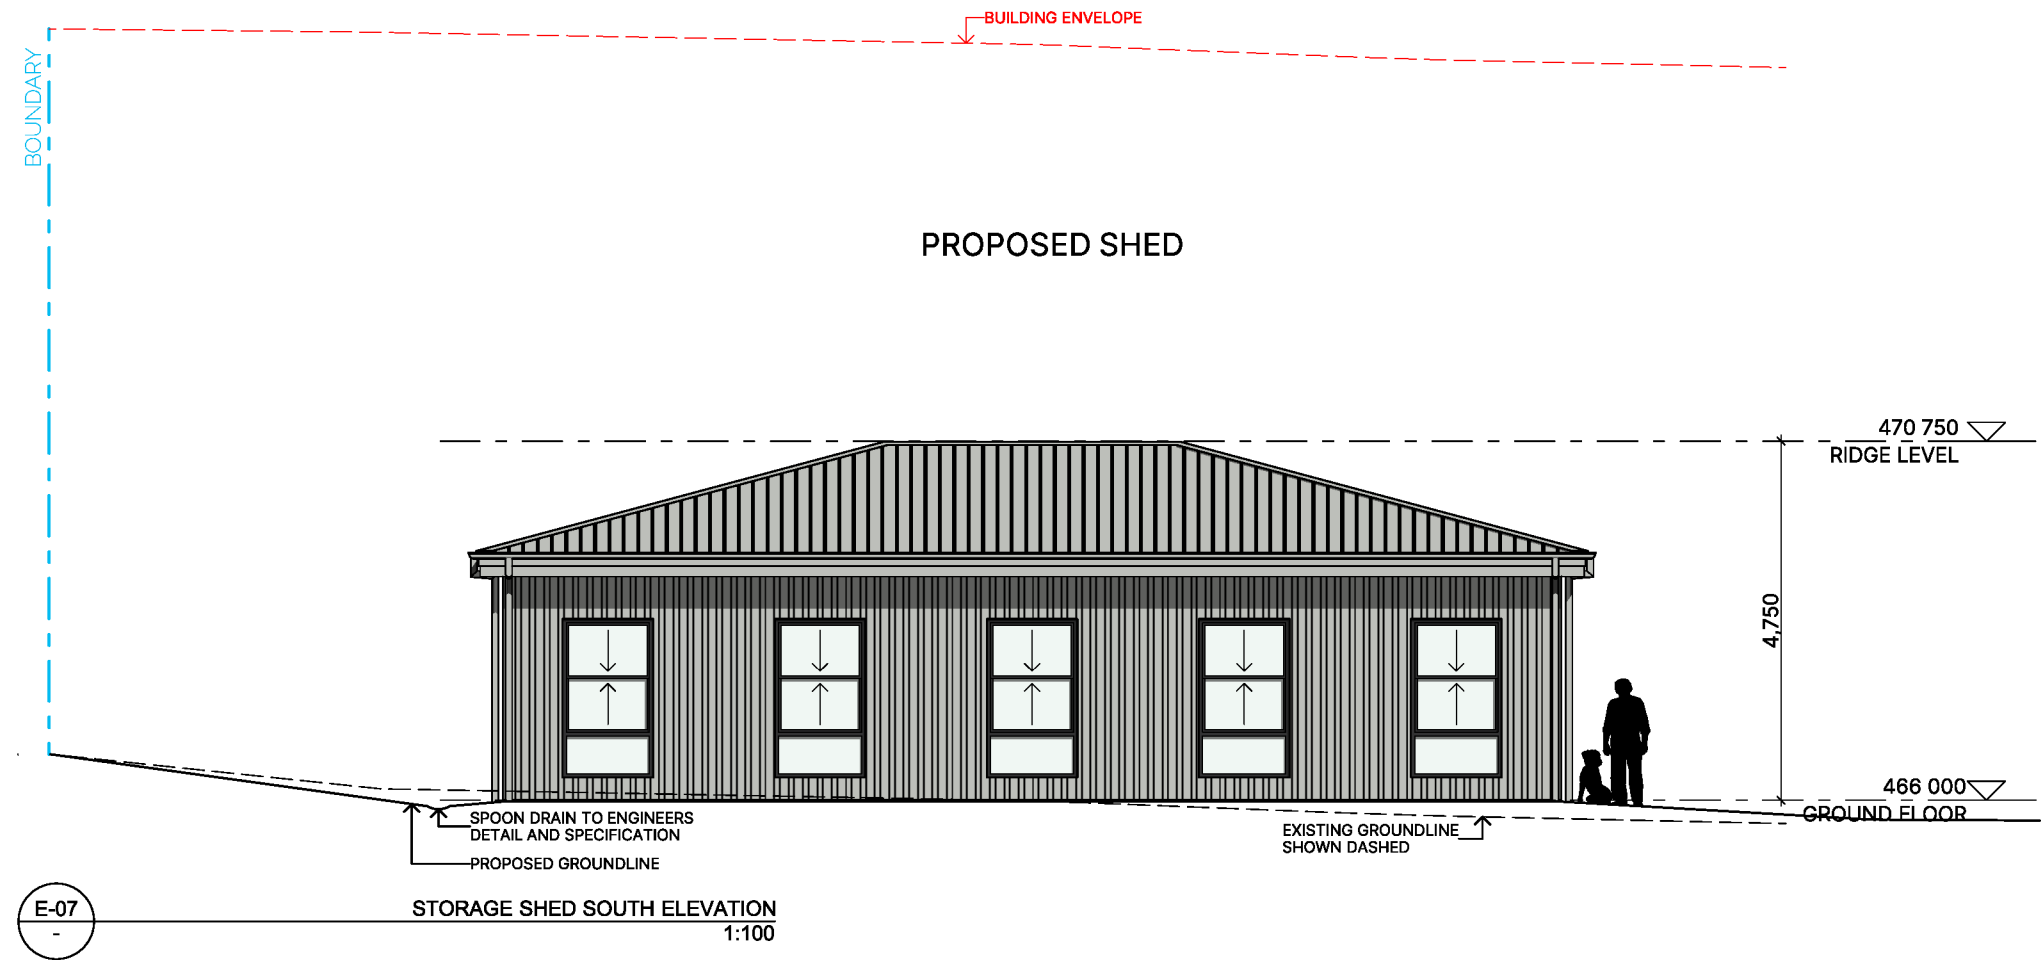 BUILDING ENVELOPE
BOUNDARY
PROPOSED SHED
470 750
RIDGE LEVEL
4,750
466 000
GROUND FLOOR
SPOON DRAIN TO ENGINEERS
DETAIL AND SPECIFICATION
PROPOSED GROUNDLINE
EXISTING GROUNDLINE
SHOWN DASHED
E-07
-
STORAGE SHED SOUTH ELEVATION
1:100